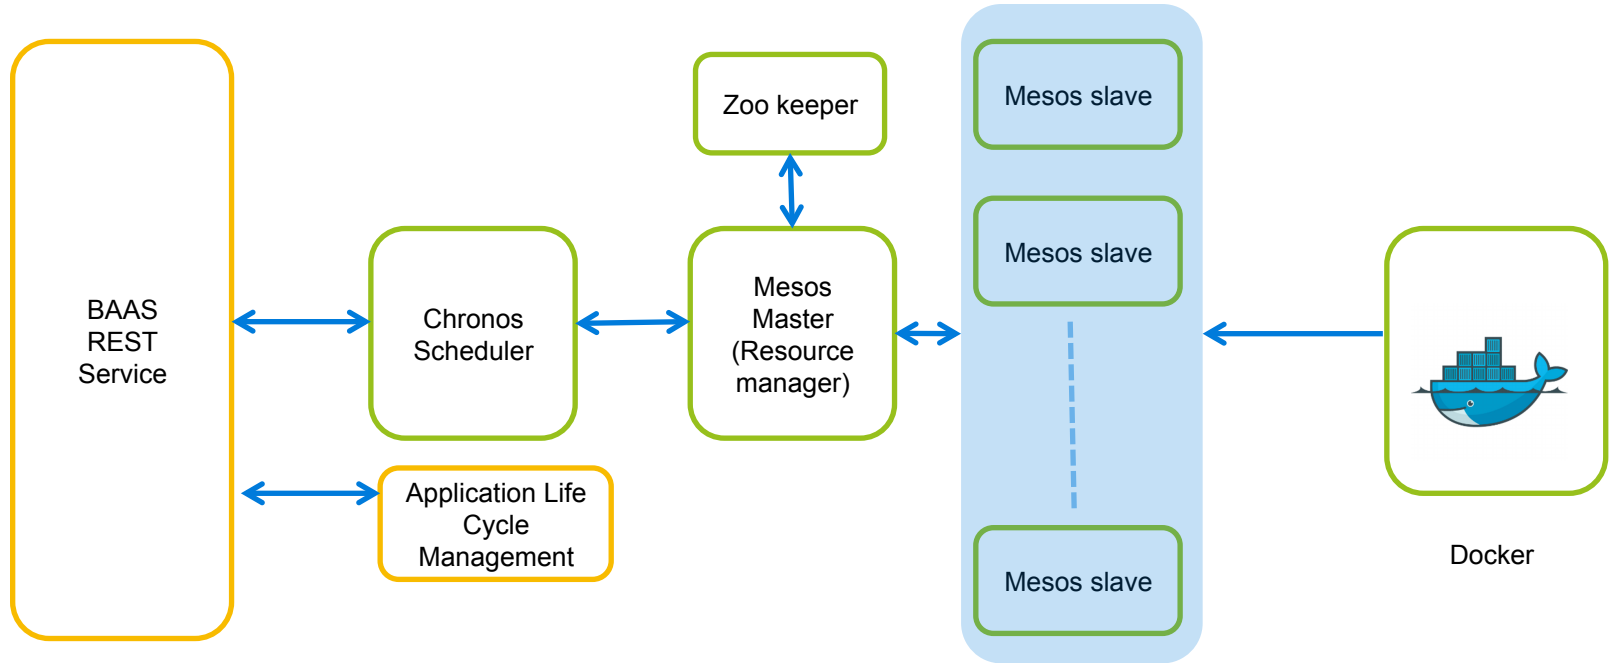 BAAS
REST
Service
Chronos
Scheduler
Application Life
Cycle
Management
Zoo keeper
Mesos
Master
(Resource
manager)
Mesos slave
Mesos slave
Mesos slave
Docker